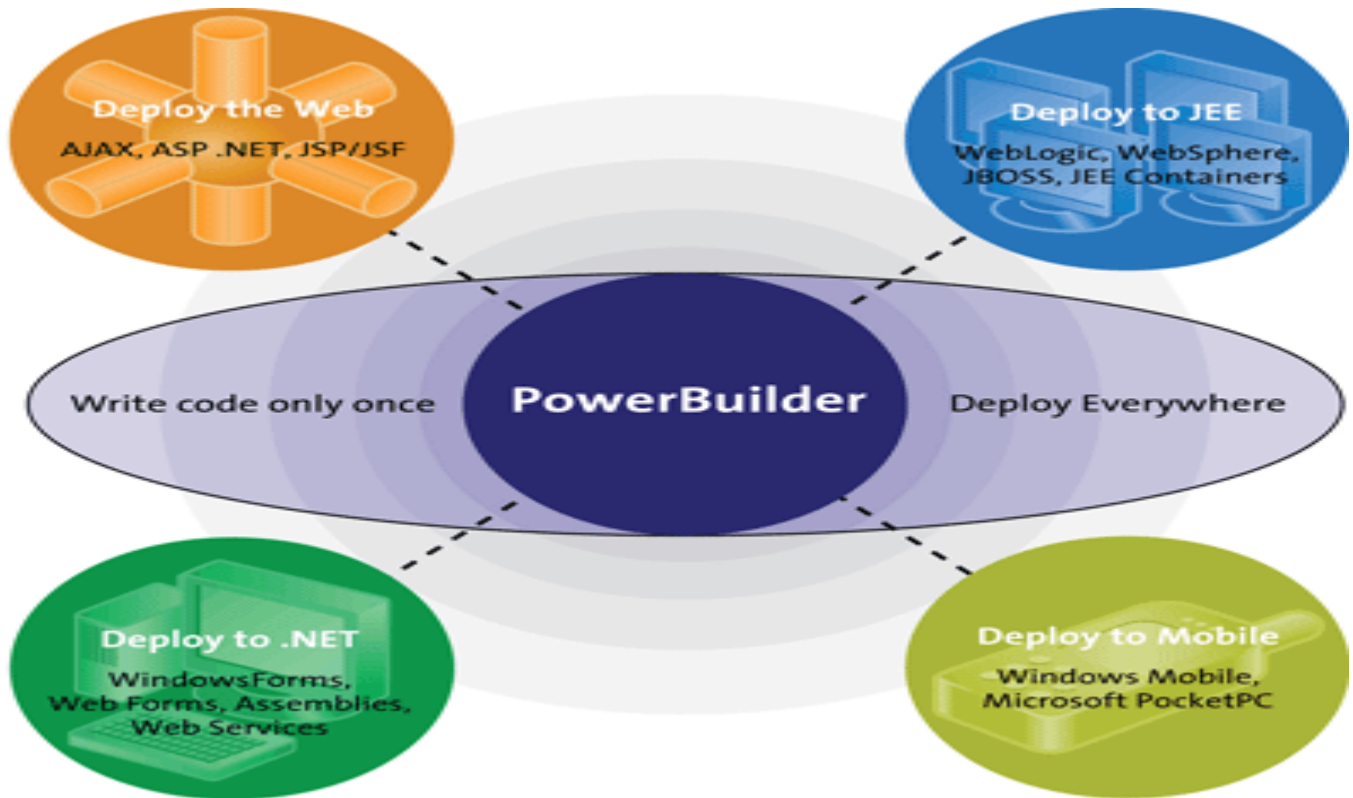 Deploy the Web
AJAX, ASP .NET, JSP/JSF
Deploy to JEE
WebLogic, WebSphere,
JBOSS, JEE Containers
Write code only once
PowerBuilder
Deploy Everywhere
Deploy to .NET
WindowsForms,
Web Forms, Assemblies,
Web Services
Deploy to Mobile
Windows Mobile,
Microsoft PocketPC